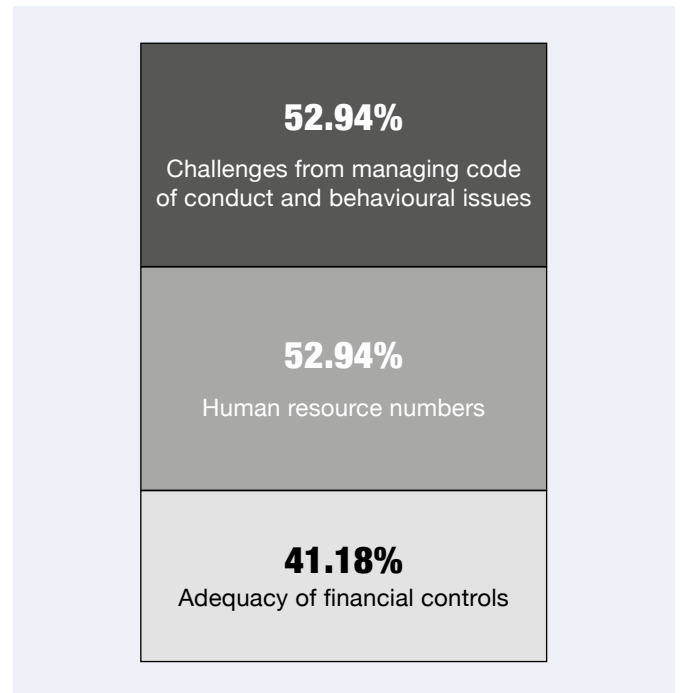 52.94%
Challenges from managing code
of conduct and behavioural issues
52.94%
Human resource numbers
41.18%
Adequacy of financial controls